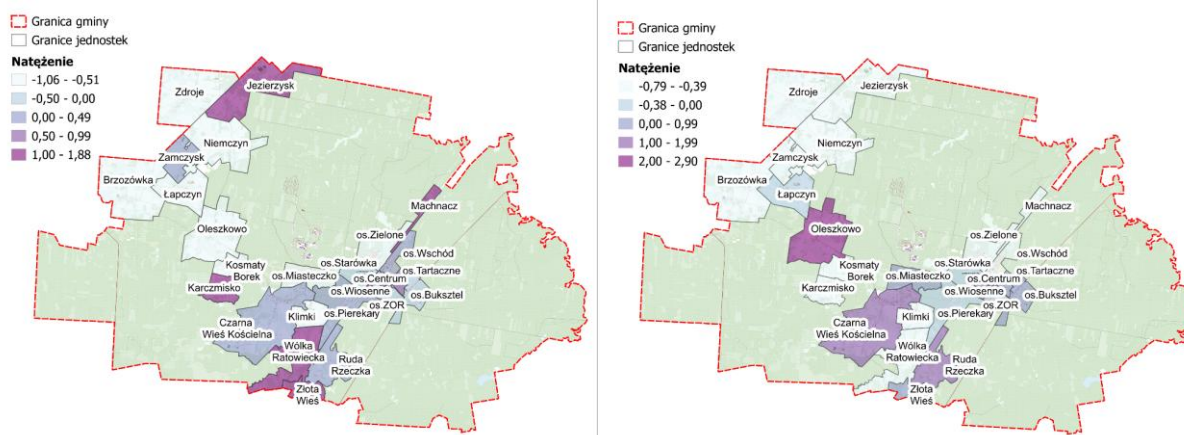 Granica gminy
Granice jednostek
Natężenie
-1,06 - -0,51
-0,50 - 0,00
0,00 - 0,49
0,50 - 0,99
1,00 - 1,88
Zdroje
Jezierzysk
Niemczyn
Zamczysk
Brzozówka
Łapczyn
Machnacz
Oleszkowo
os.Zielone
os.Wschód
Kosmaty
Borek
os.Starówka
os.Tartaczne
os.Miasteczko
os.Centrum
Karczmisko
os.Wiosenne
os.Buksztel
os.ZOR
Klimki
os.Pierekary
Czarna
Wieś Kościelna
Wólka
Ratowiecka
Ruda
Rzeczka
Złota
Wieś
Granica gminy
Granice jednostek
Natężenie
-0,79 - -0,39
-0,38 - 0,00
0,00 - 0,99
1,00 - 1,99
2,00 - 2,90
Zdroje
Jezierzysk
Niemczyn
Zamczysk
Brzozówka
Łapczyn
Machnacz
Oleszkowo
os.Zielone
os.Wschód
Kosmaty
Borek
os.Starówka
os.Tartaczne
os.Miasteczko
os.Centrum
Karczmisko
os.Wiosenne
os.Buksztel
os.ZOR
Klimki
os.Pierekary
Czarna
Wieś Kościelna
Wólka
Ratowiecka
Ruda
Rzeczka
Złota
Wieś